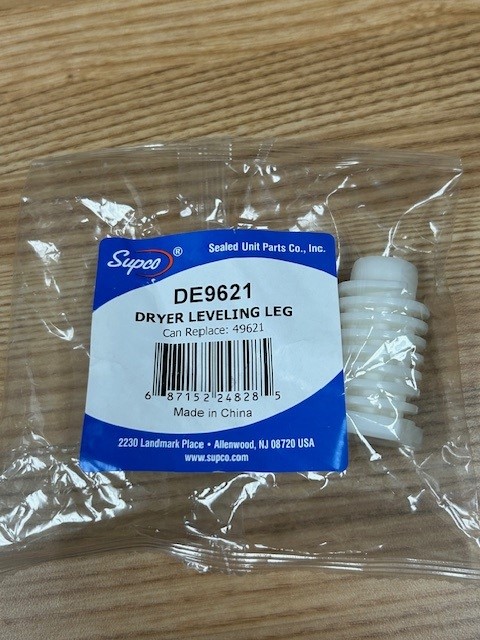 Supco®
Sealed Unit Parts Co., Inc.
DE9621
DRYER LEVELING LEG
Can Replace: 49621
6 87152 24828 5
Made in China
2230 Landmark Place • Allenwood, NJ 08720 USA
www.supco.com